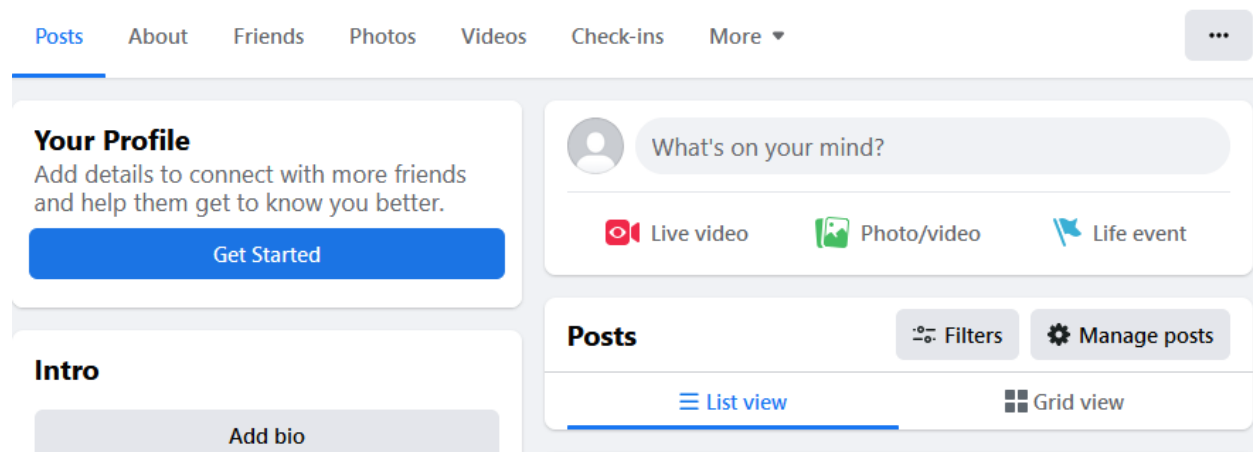 Posts About Friends Photos Videos Check-ins More
Your Profile
Add details to connect with more friends
and help them get to know you better.
Get Started
Intro
Add bio
What's on your mind?
Live video Photo/video Life event
Posts Filters Manage posts
List view Grid view